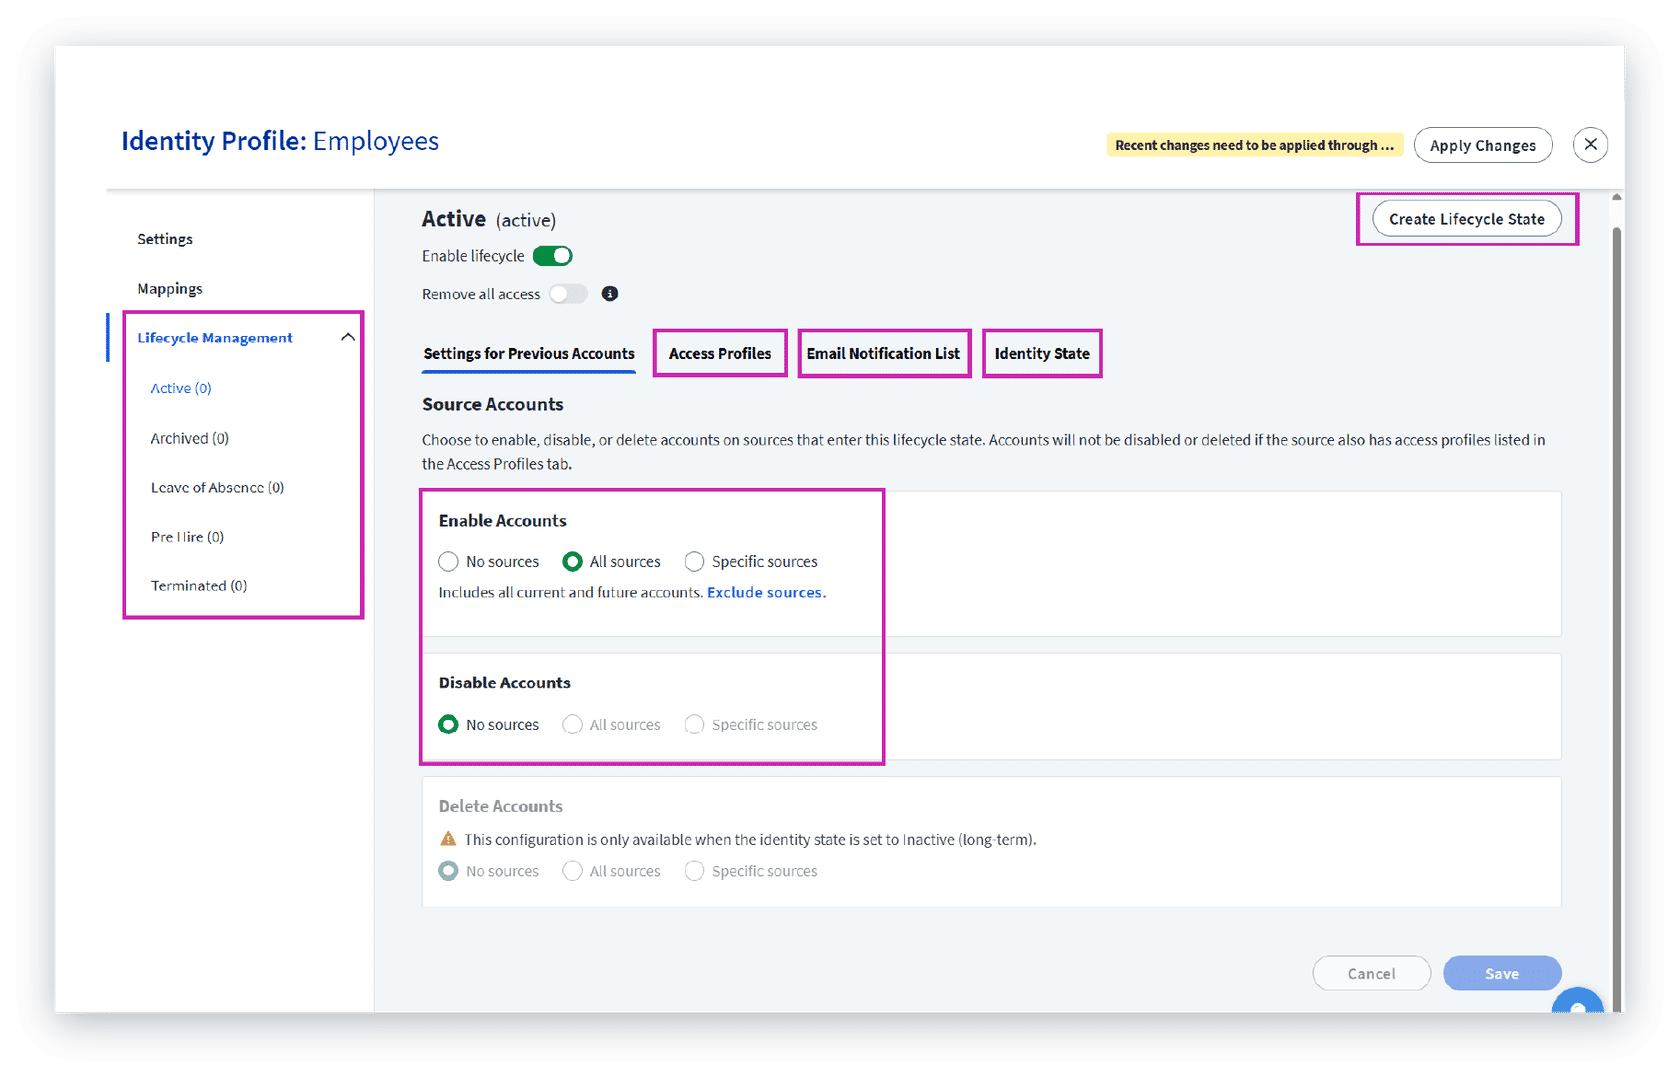 Identity Profile: Employees
Recent changes need to be applied through ...
Apply Changes
Settings
Mappings
Lifecycle Management
Active (0)
Archived (0)
Leave of Absence (0)
Pre Hire (0)
Terminated (0)
Active (active)
Create Lifecycle State
Enable lifecycle
Remove all access
Settings for Previous Accounts
Access Profiles
Email Notification List
Identity State
Source Accounts
Choose to enable, disable, or delete accounts on sources that enter this lifecycle state. Accounts will not be disabled or deleted if the source also has access profiles listed in
the Access Profiles tab.
Enable Accounts
No sources All sources Specific sources
Includes all current and future accounts. Exclude sources.
Disable Accounts
No sources All sources Specific sources
Delete Accounts
This configuration is only available when the identity state is set to Inactive (long-term).
No sources All sources Specific sources
Cancel
Save